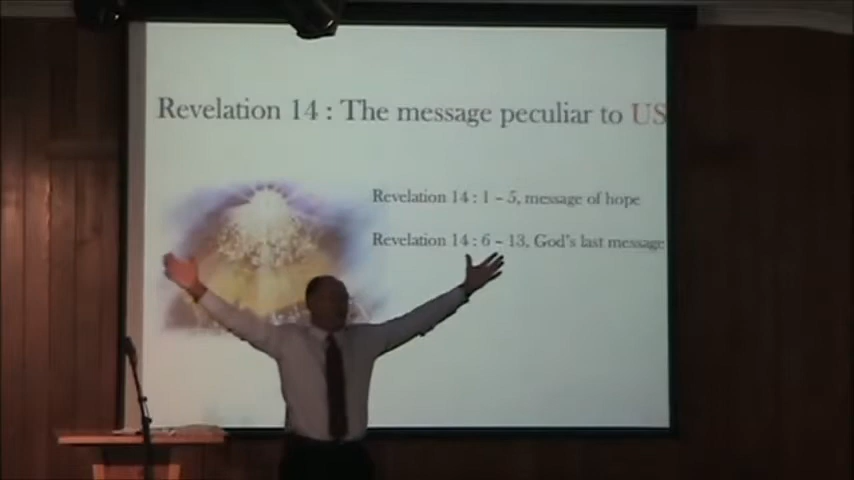 Revelation 14 : The message peculiar to US
Revelation 14 : 1 - 5, message of hope
Revelation 14 : 6 - 13, God's last message